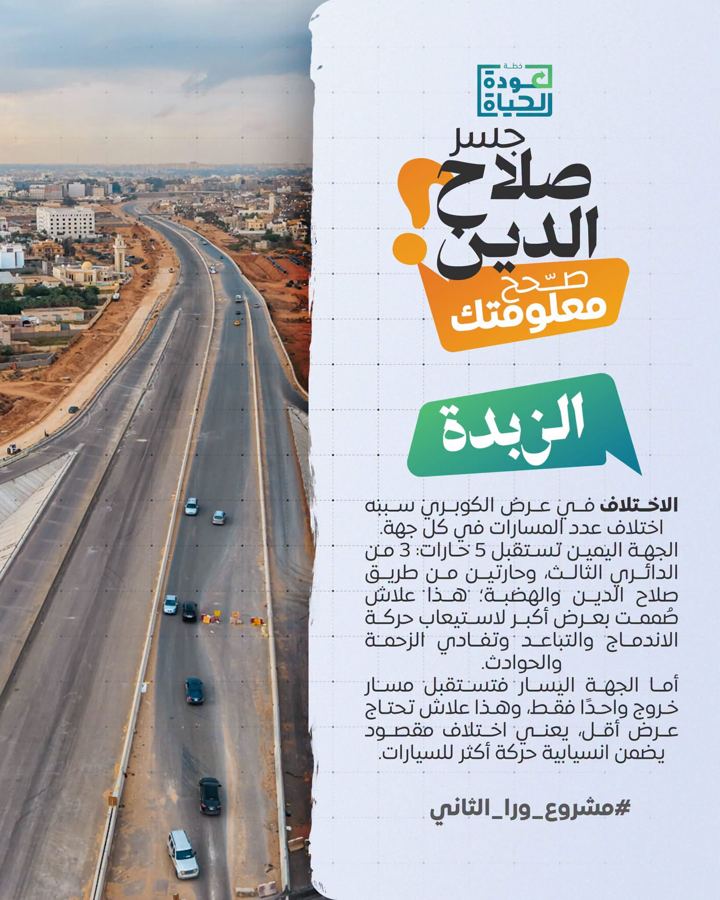 خطة
عودة
الحياة
جسر
صلاح
الدين؟
صحّح
معلومتك
الزبدة
الاختلاف في عرض الكوبري سببه
اختلاف عدد المسارات في كل جهة.
الجهة اليمين تستقبل 5 حارات: 3 من
الدائري الثالث، وحارتين من طريق
صلاح الدين والهضبة؛ هذا علاش
صُممت بعرض أكبر لاستيعاب حركة
الاندماج والتباعد وتفادي الزحمة
والحوادث.
أما الجهة اليسار فتستقبل مسار
خروج واحدًا فقط، وهذا علاش تحتاج
عرض أقل، يعني اختلاف مقصود
يضمن انسيابية حركة أكثر للسيارات.
#مشروع_ورا_الثاني